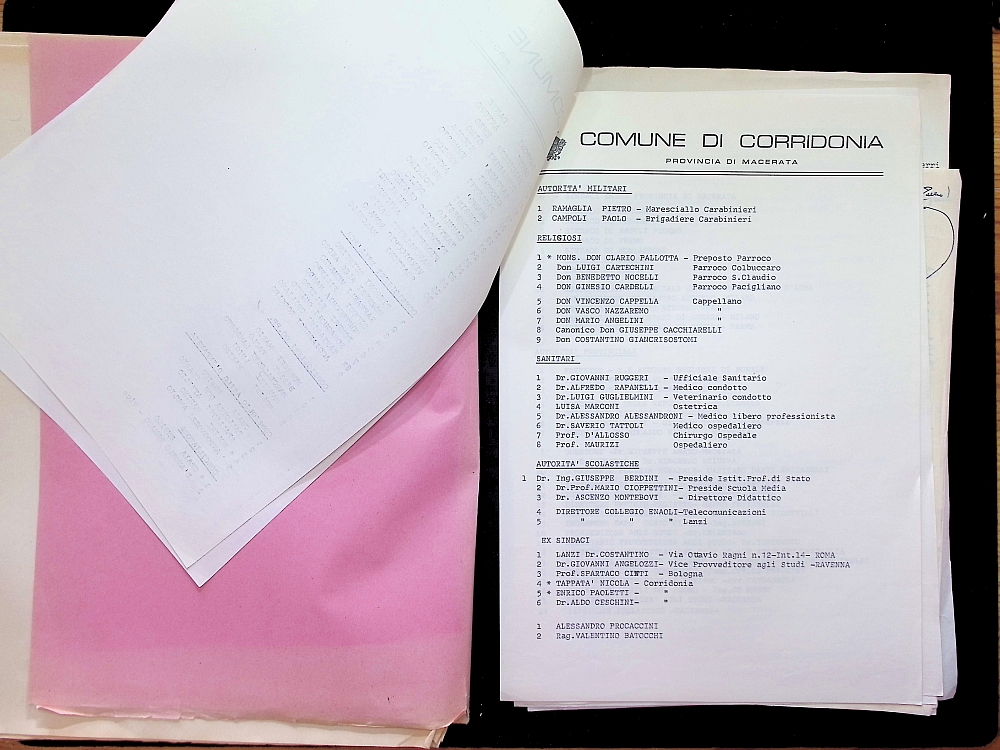 COMUNE DI CORRIDONIA
PROVINCIA DI MACERATA
AUTORITA' MILITARI
1 RAMAGLIA PIETRO - Maresciallo Carabinieri
2 CAMPOLI PAOLO - Brigadiere Carabinieri
RELIGIOSI
1 * MONS. DON CLARIO PALLOTTA - Preposto Parroco
2 Don LUIGI CARTECHINI Parroco Colbuccaro
3 Don BENEDETTO NOCELLI Parroco S.Claudio
4 DON GINESIO CARDELLI Parroco Pacigliano
5 DON VINCENZO CAPPELLA Cappellano
6 DON VASCO NAZZARENO "
7 DON MARIO ANGELINI "
8 Canonico Don GIUSEPPE CACCHIARELLI
9 Don COSTANTINO GIANCRISOSTOMI
SANITARI
1 Dr.GIOVANNI RUGGERI - Ufficiale Sanitario
2 Dr.ALFREDO RAPANELLI - Medico condotto
3 Dr.LUIGI GUGLIELMINI - Veterinario condotto
4 LUISA MARCONI Ostetrica
5 Dr.ALESSANDRO ALESSANDRONI - Medico libero professionista
6 Dr.SAVERIO TATTOLI Medico ospedaliero
7 Prof. D'ALLOSSO Chirurgo Ospedale
8 Prof. MAURIZI Ospedaliero
AUTORITA' SCOLASTICHE
1 Dr. Ing.GIUSEPPE BERDINI - Preside Istit.Prof.di Stato
2 Dr.Prof.MARIO CIOPPETTINI- Preside Scuola Media
3 Dr. ASCENZO MONTEBOVI - Direttore Didattico
4 DIRETTORE COLLEGIO ENAOLI-Telecomunicazioni
5 " " " Lanzi
EX SINDACI
1 LANZI Dr.COSTANTINO - Via Ottavio Ragni n.12-Int.14- ROMA
2 Dr.GIOVANNI ANGELOZZI- Vice Provveditore agli Studi -RAVENNA
3 Prof.SPARTACO CINTI - Bologna
4 * TAPPATA' NICOLA - Corridonia
5 * ENRICO PAOLETTI - "
6 Dr.ALDO CESCHINI- "
1 ALESSANDRO PROCACCINI
2 Rag.VALENTINO BATOCCHI